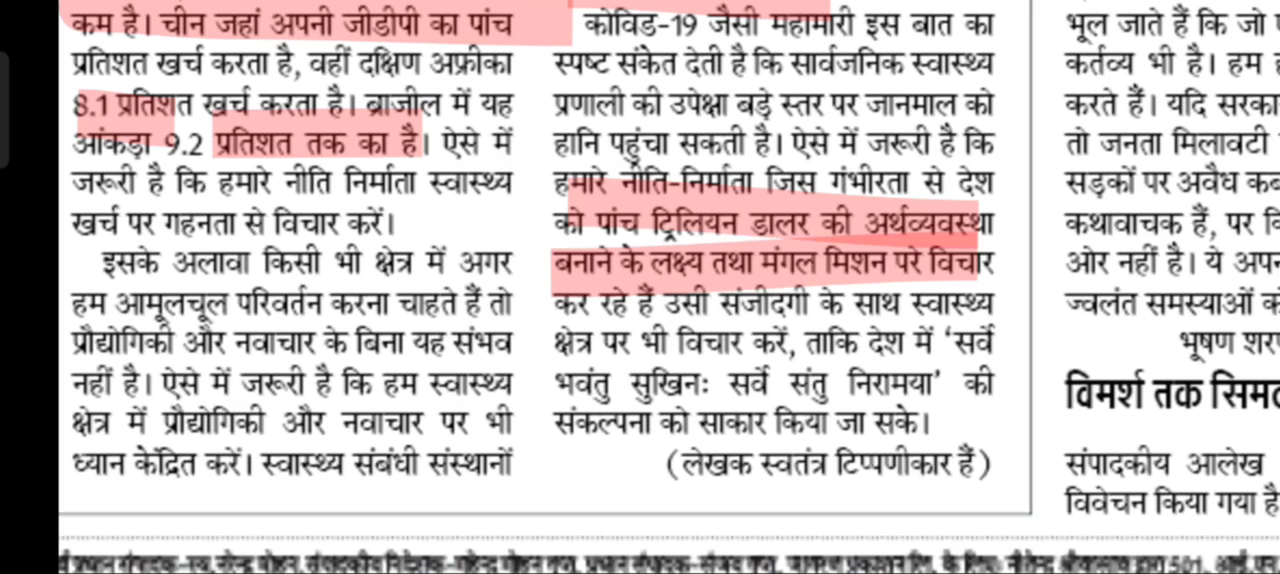 कम है। चीन जहां अपनी जीडीपी का पांच
प्रतिशत खर्च करता है, वहीं दक्षिण अफ्रीका
8.1 प्रतिशत खर्च करता है। ब्राजील में यह
आंकड़ा 9.2 प्रतिशत तक का है। ऐसे में
जरूरी है कि हमारे नीति निर्माता स्वास्थ्य
खर्च पर गहनता से विचार करें।
इसके अलावा किसी भी क्षेत्र में अगर
हम आमूलचूल परिवर्तन करना चाहते हैं तो
प्रौद्योगिकी और नवाचार के बिना यह संभव
नहीं है। ऐसे में जरूरी है कि हम स्वास्थ्य
क्षेत्र में प्रौद्योगिकी और नवाचार पर भी
ध्यान केंद्रित करें। स्वास्थ्य संबंधी संस्थानों
कोविड-19 जैसी महामारी इस बात का
स्पष्ट संकेत देती है कि सार्वजनिक स्वास्थ्य
प्रणाली की उपेक्षा बड़े स्तर पर जानमाल को
हानि पहुंचा सकती है। ऐसे में जरूरी है कि
हमारे नीति-निर्माता जिस गंभीरता से देश
को पांच ट्रिलियन डालर की अर्थव्यवस्था
बनाने के लक्ष्य तथा मंगल मिशन परे विचार
कर रहे हैं उसी संजीदगी के साथ स्वास्थ्य
क्षेत्र पर भी विचार करें, ताकि देश में ‘सर्वे
भवंतु सुखिनः सर्वे संतु निरामया’ की
संकल्पना को साकार किया जा सके।
(लेखक स्वतंत्र टिप्पणीकार हैं)
भूल जाते हैं कि जो
कर्तव्य भी है। हम
करते हैं। यदि सरका
तो जनता मिलावटी
सड़कों पर अवैध कब
कथावाचक हैं, पर
ओर नहीं है। ये अपन
ज्वलंत समस्याओं
भूषण शर
विमर्श तक सिमट
संपादकीय आलेख
विवेचन किया गया है